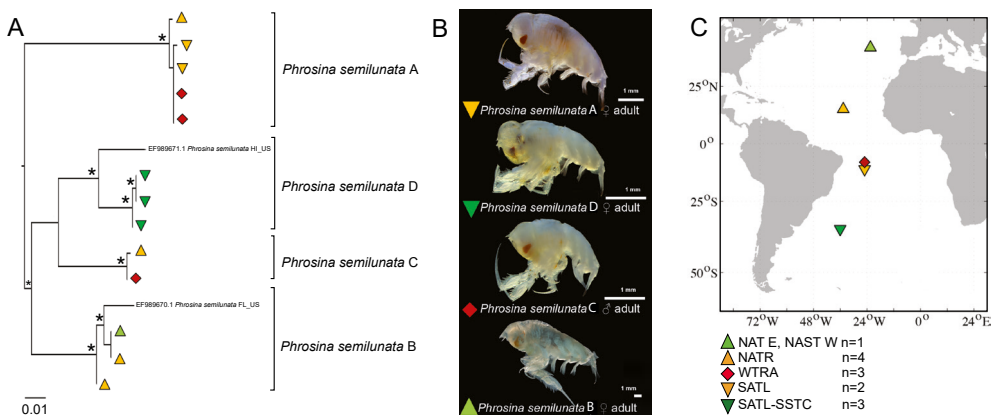 A
Phrosina semilunata A
EF989671.1 Phrosina semilunata HI_US
Phrosina semilunata D
Phrosina semilunata C
EF989670.1 Phrosina semilunata FL_US
Phrosina semilunata B
0.01
B
1 mm
Phrosina semilunata A ♀ adult
1 mm
Phrosina semilunata D ♀ adult
1 mm
Phrosina semilunata C ♂ adult
Phrosina semilunata B ♀ adult
C
25°N
0°
25°S
50°S
72°W 48°W 24°W 0° 24°E
NAT E, NAST W n=1
NATR n=4
WTRA n=3
SATL n=2
SATL-SSTC n=3